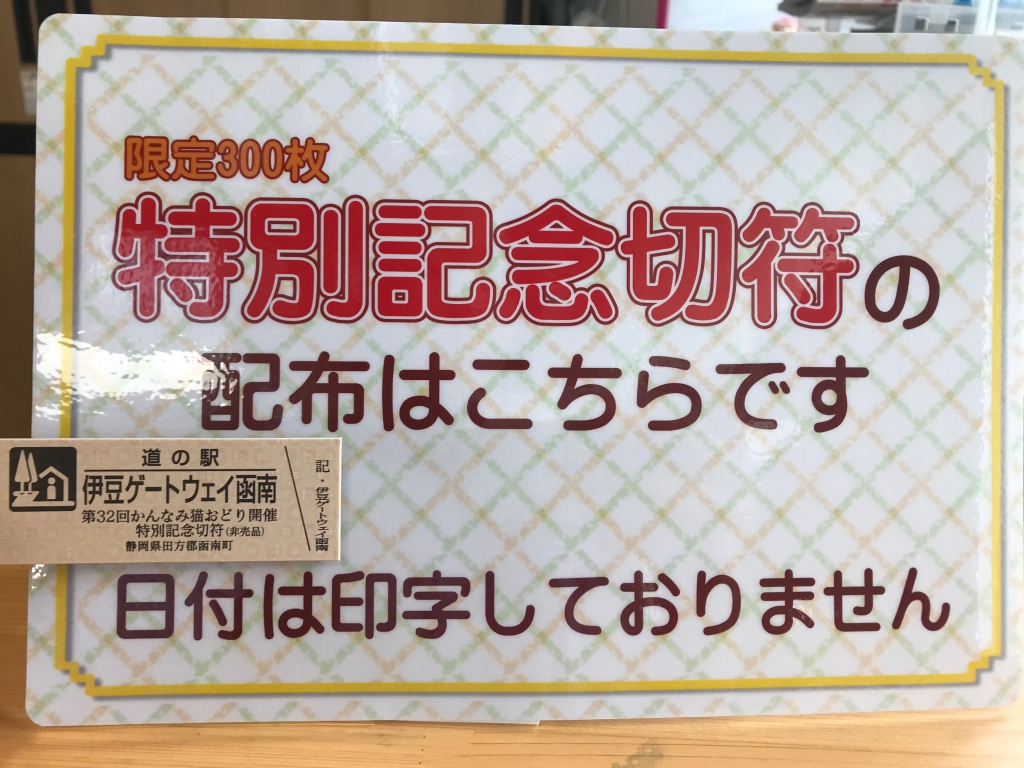 限定300枚
特別記念切符の
配布はこちらです
道の駅
伊豆ゲートウェイ函南
第32回かんなみ猫おどり開催
特別記念切符(非売品)
静岡県田方郡函南町
記・伊豆ゲートウェイ函南
日付は印字しておりません